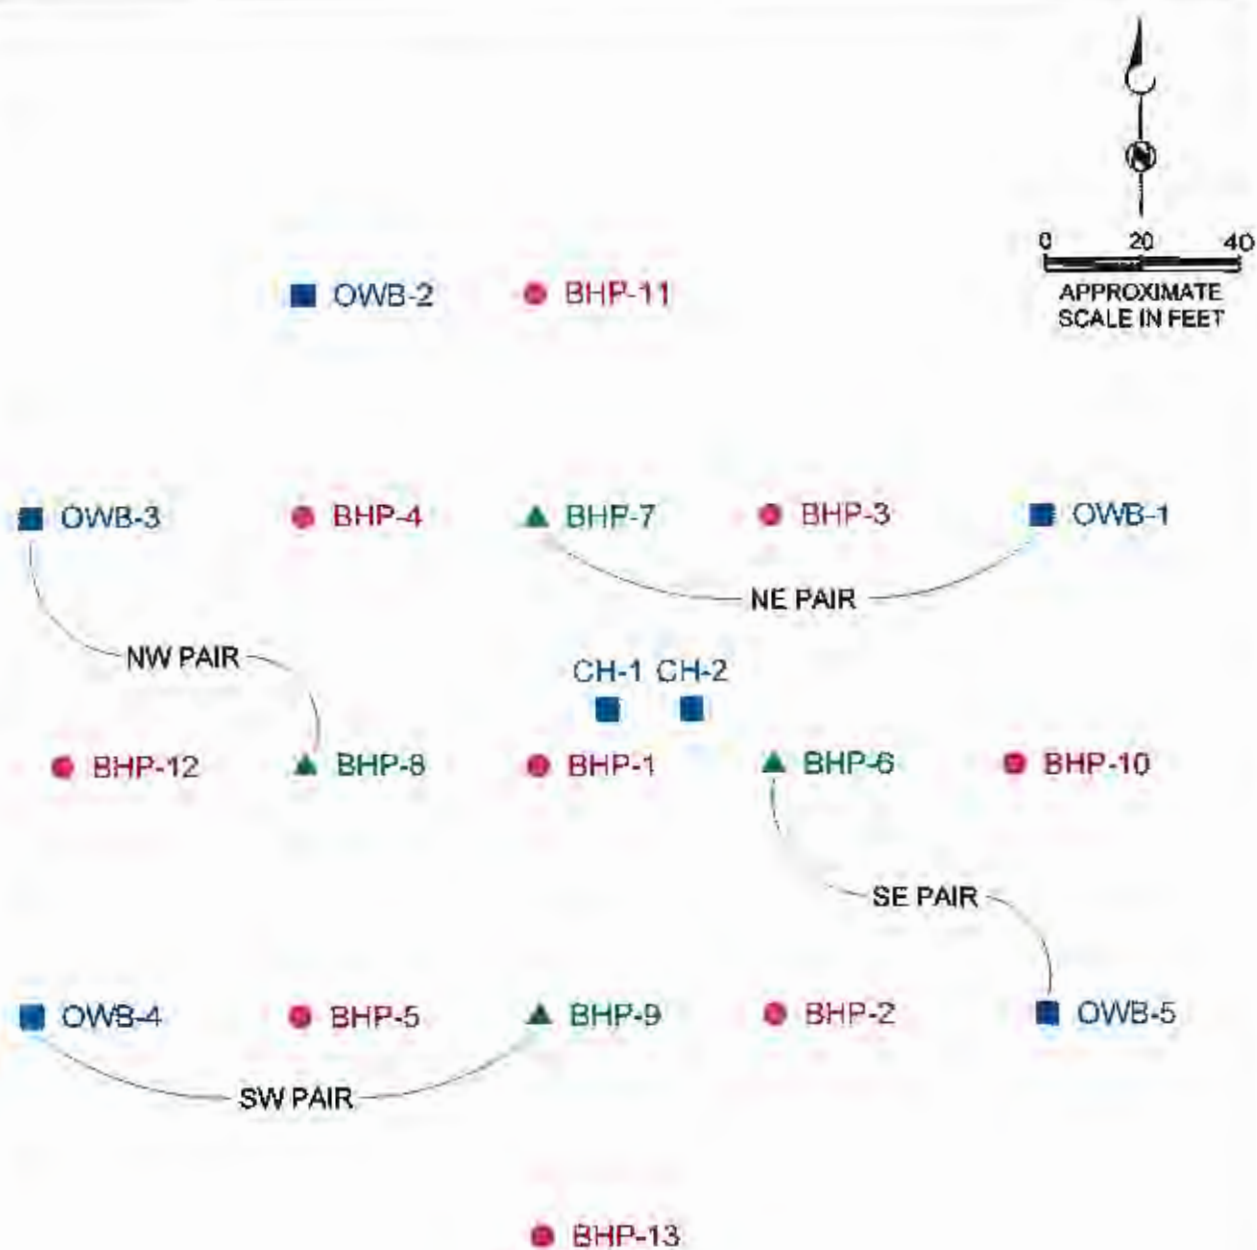 N
0 20 40
APPROXIMATE
SCALE IN FEET
OWB-2 BHP-11
OWB-3 BHP-4 BHP-7 BHP-3 OWB-1
NE PAIR
NW PAIR
CH-1 CH-2
BHP-12 BHP-8 BHP-1 BHP-6 BHP-10
SE PAIR
OWB-4 BHP-5 BHP-9 BHP-2 OWB-5
SW PAIR
BHP-13